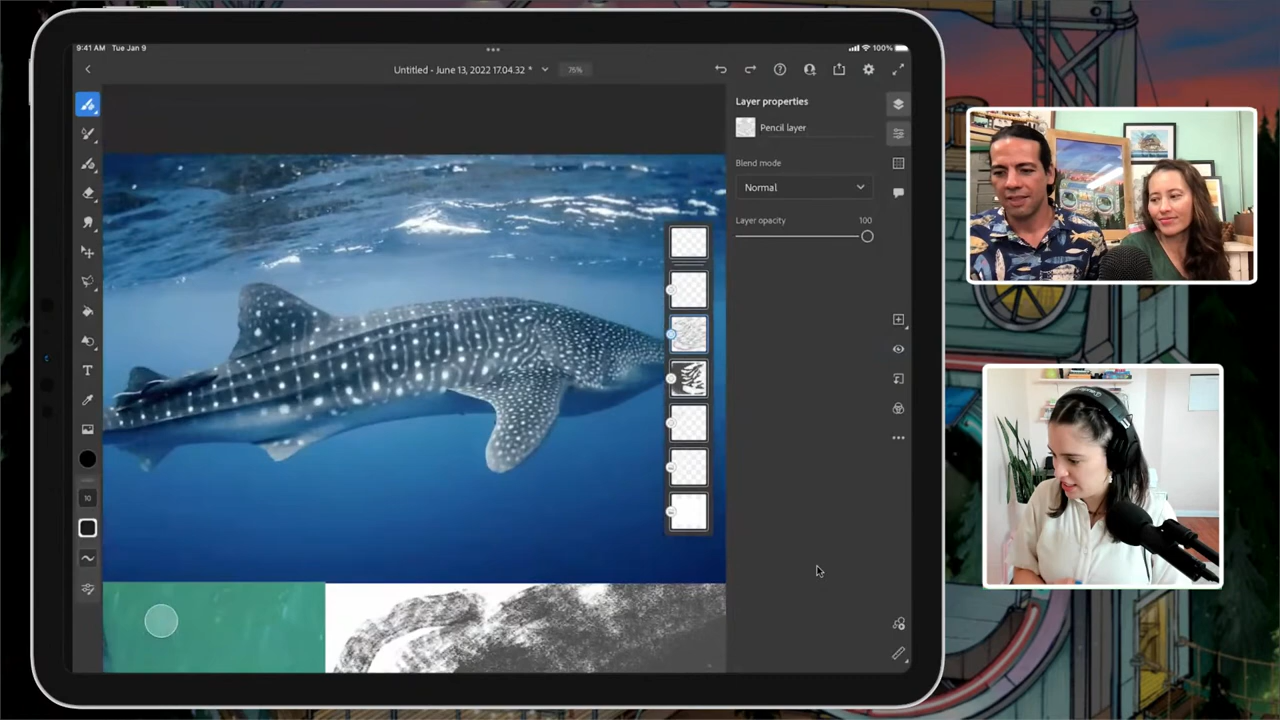 9:41 AM Tue Jan 9
100%
Untitled - June 13, 2022 17.04.32 *
75%
Layer properties
Pencil layer
Blend mode
Normal
Layer opacity 100
T
10